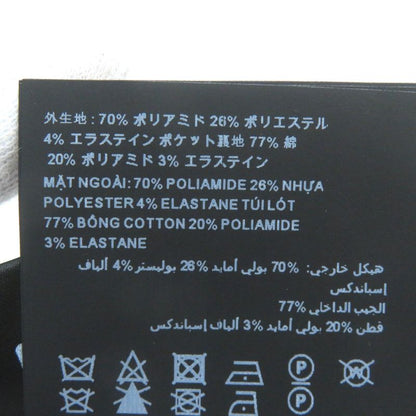 外生地 : 70% ポリアミド 26% ポリエステル
4% エラステイン ポケット裏地 77% 綿
20% ポリアミド 3% エラステイン
MẶT NGOÀI: 70% POLIAMIDE 26% NHỰA
POLYESTER 4% ELASTANE TÚI LÓT
77% BÔNG COTTON 20% POLIAMIDE
3% ELASTANE
هيكل خارجي: 70% بولي أمايد 26% بوليستر 4% ألياف
إسباندكس
الجيب الداخلي 77%
قطن 20% بولي أمايد 3% ألياف إسباندكس
P
W